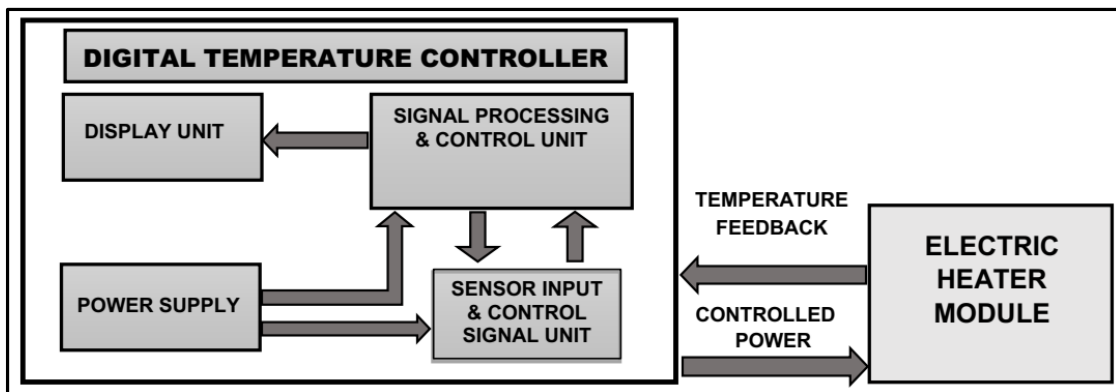 DIGITAL TEMPERATURE CONTROLLER
DISPLAY UNIT
SIGNAL PROCESSING
& CONTROL UNIT
POWER SUPPLY
SENSOR INPUT
& CONTROL
SIGNAL UNIT
TEMPERATURE
FEEDBACK
CONTROLLED
POWER
ELECTRIC
HEATER
MODULE